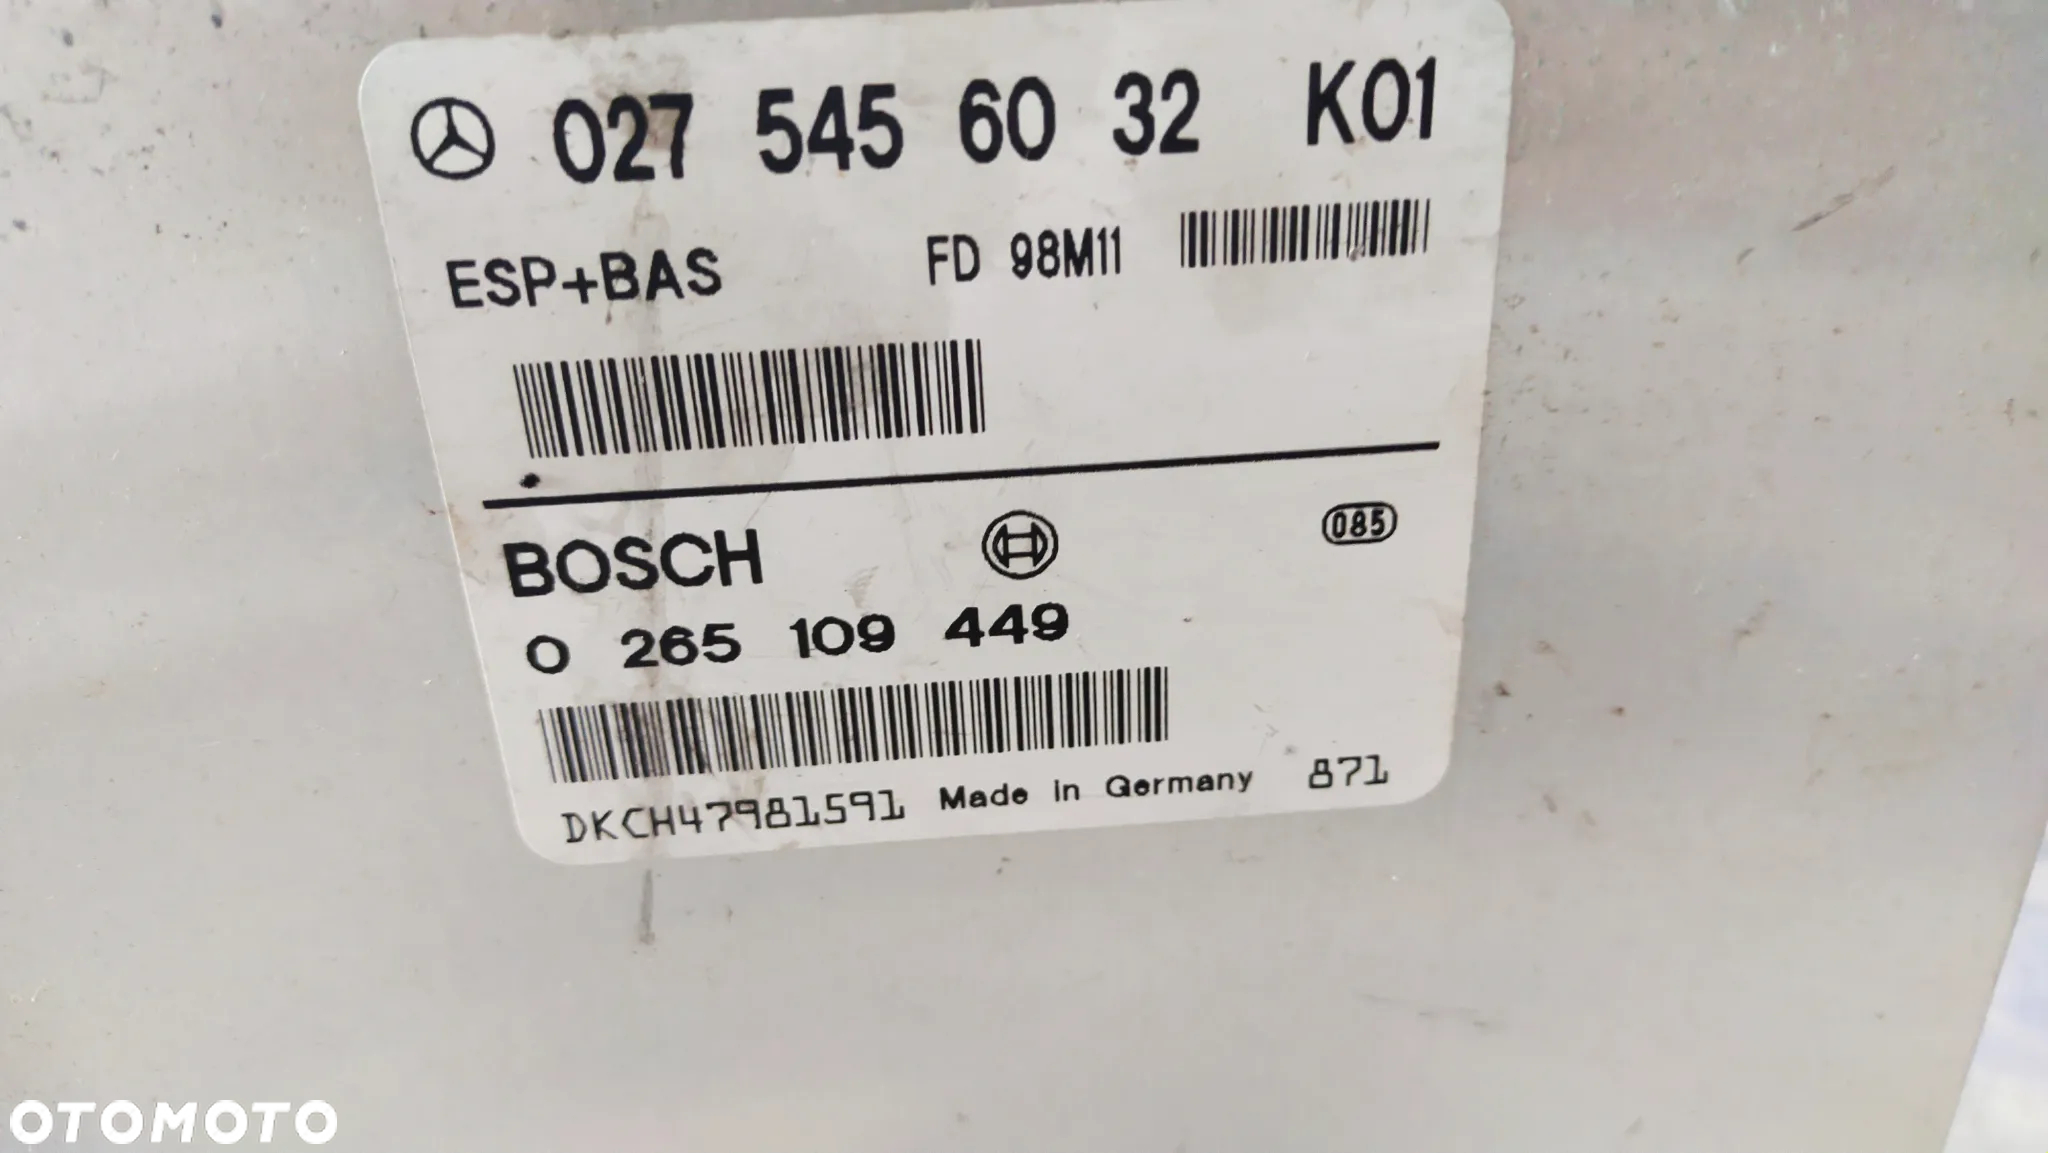 027 545 60 32 K01
ESP+BAS FD 98M11
BOSCH 085
0 265 109 449
DKCH47981591 Made in Germany 871
OTOMOTO